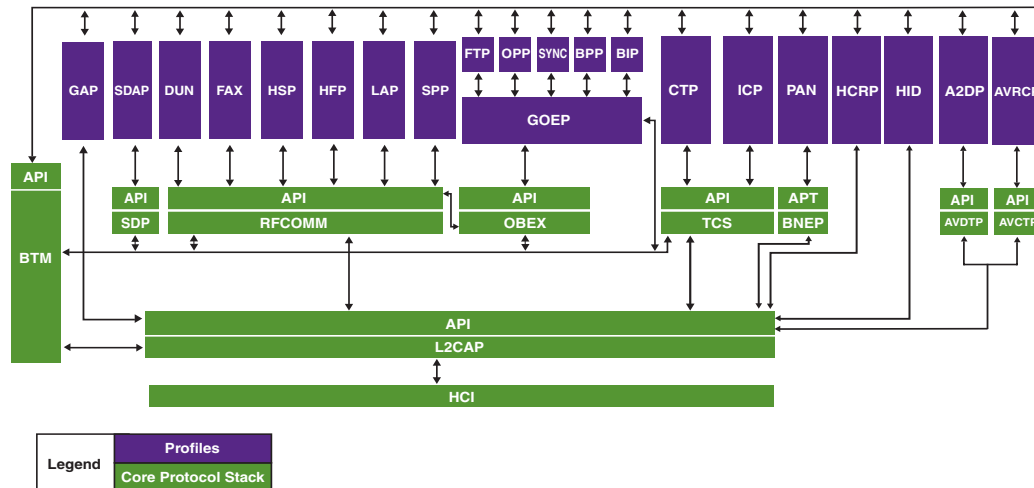 FTP OPP SYNC BPP BIP
GAP SDAP DUN FAX HSP HFP LAP SPP CTP ICP PAN HCRP HID A2DP AVRCP
GOEP
API
API API API API APT API API
SDP RFCOMM OBEX TCS BNEP AVDTP AVCTP
BTM
API
L2CAP
HCI
Legend
Profiles
Core Protocol Stack